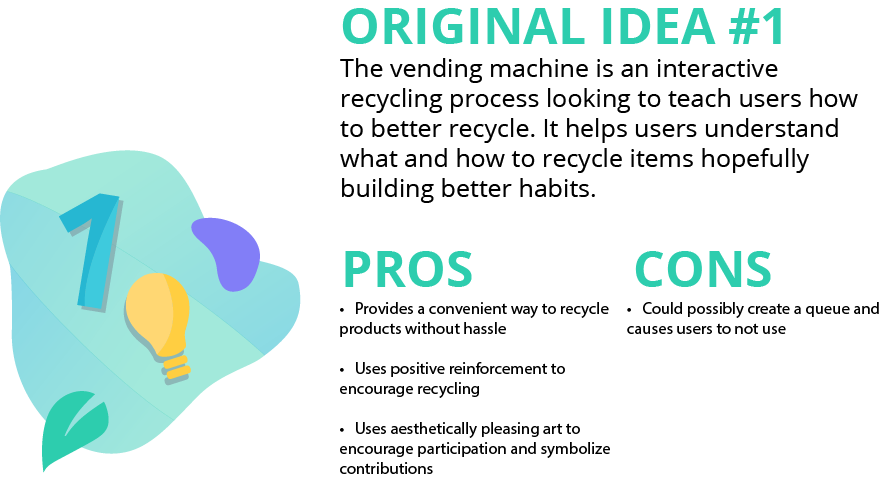 ORIGINAL IDEA #1
The vending machine is an interactive
recycling process looking to teach users how
to better recycle. It helps users understand
what and how to recycle items hopefully
building better habits.
1
PROS
• Provides a convenient way to recycle
products without hassle
• Uses positive reinforcement to
encourage recycling
• Uses aesthetically pleasing art to
encourage participation and symbolize
contributions
CONS
• Could possibly create a queue and
causes users to not use